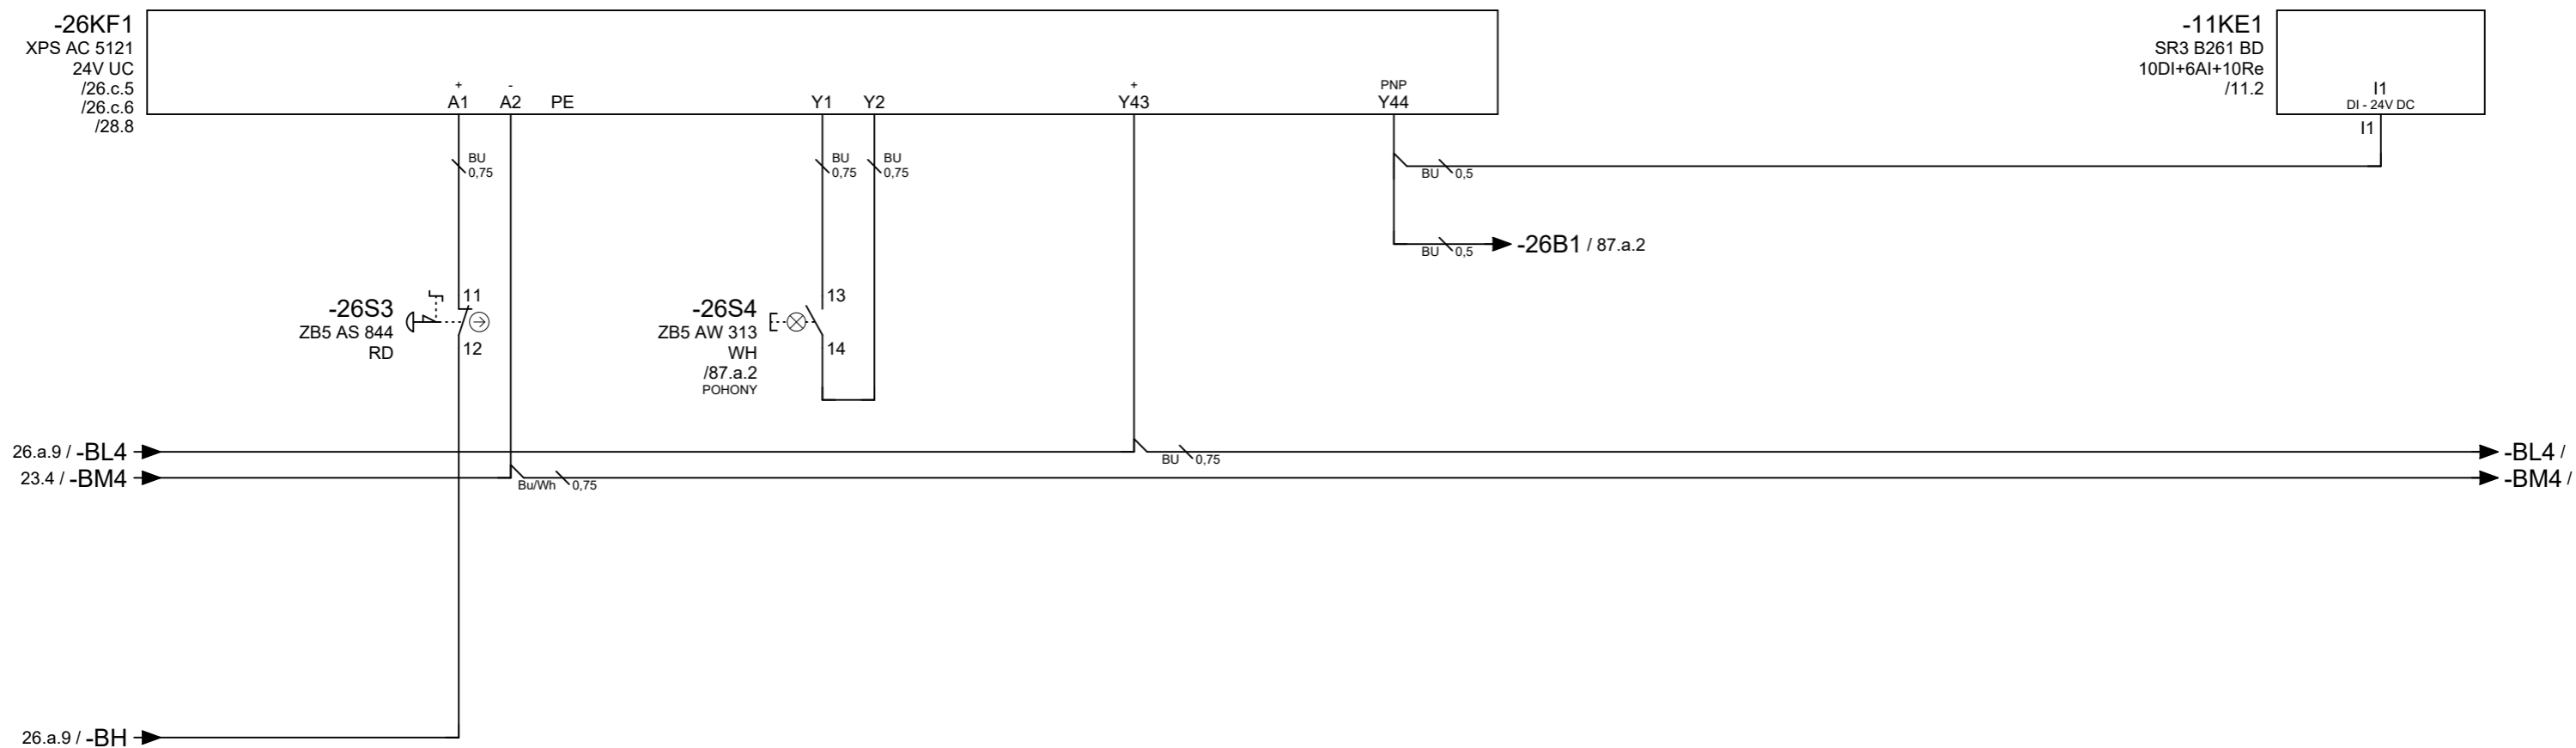 -26KF1
XPS AC 5121
24V UC
/26.c.5
/26.c.6
/28.8
+
A1
-
A2
PE
Y1
Y2
+
Y43
PNP
Y44
-11KE1
SR3 B261 BD
10DI+6AI+10Re
/11.2
I1
DI - 24V DC
I1
BU
0,75
BU
0,75
BU
0,75
BU 0,5
BU 0,5
-26B1 / 87.a.2
-26S3
ZB5 AS 844
RD
11
12
-26S4
ZB5 AW 313
WH
/87.a.2
POHONY
13
14
26.a.9 / -BL4
BU 0,75
-BL4 /
23.4 / -BM4
Bu/Wh 0,75
-BM4 /
26.a.9 / -BH